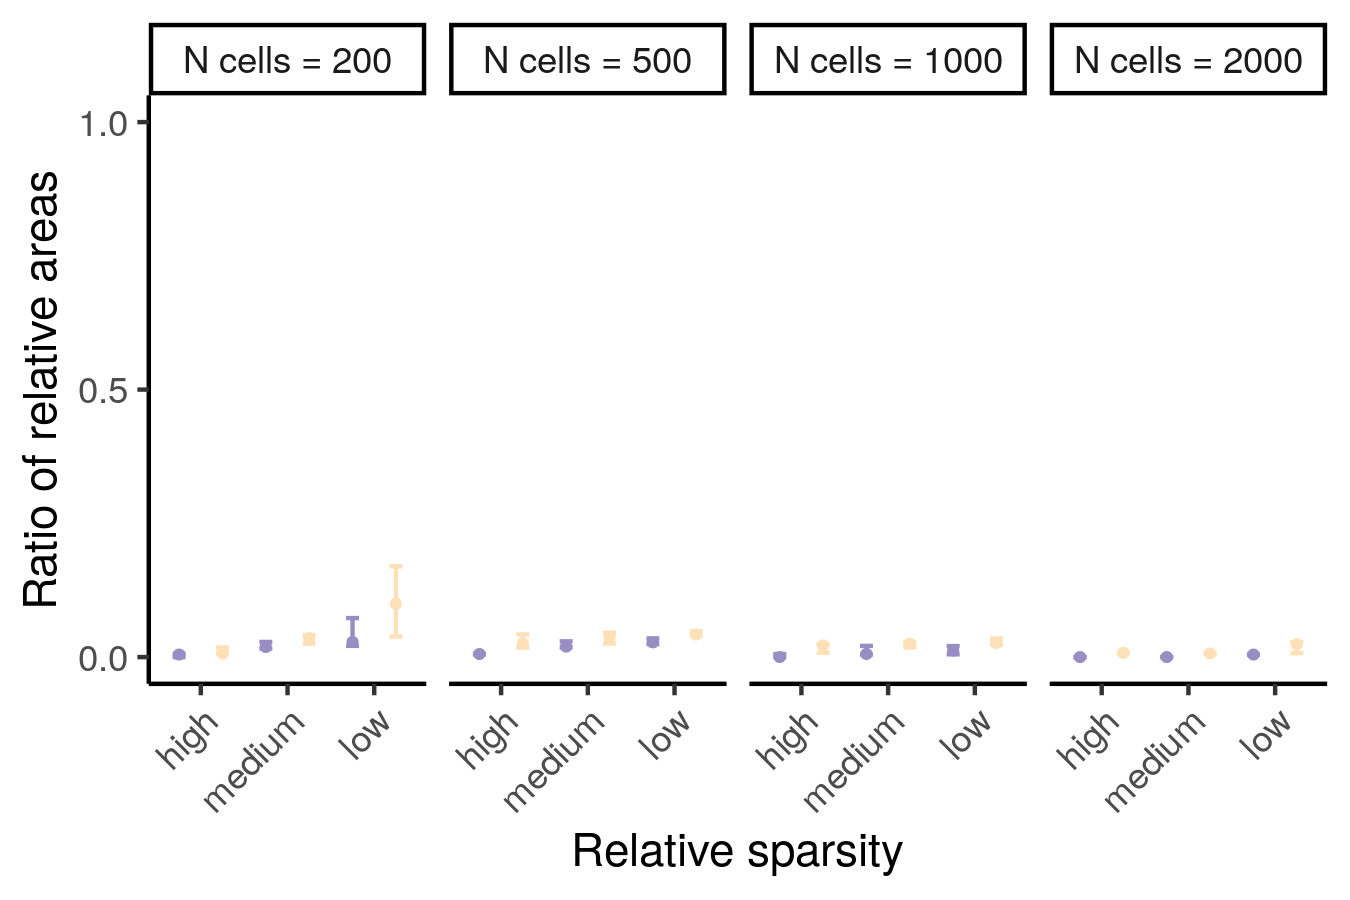 N cells = 200
N cells = 500
N cells = 1000
N cells = 2000
1.0
0.5
0.0
Ratio of relative areas
high
medium
low
high
medium
low
high
medium
low
high
medium
low
Relative sparsity